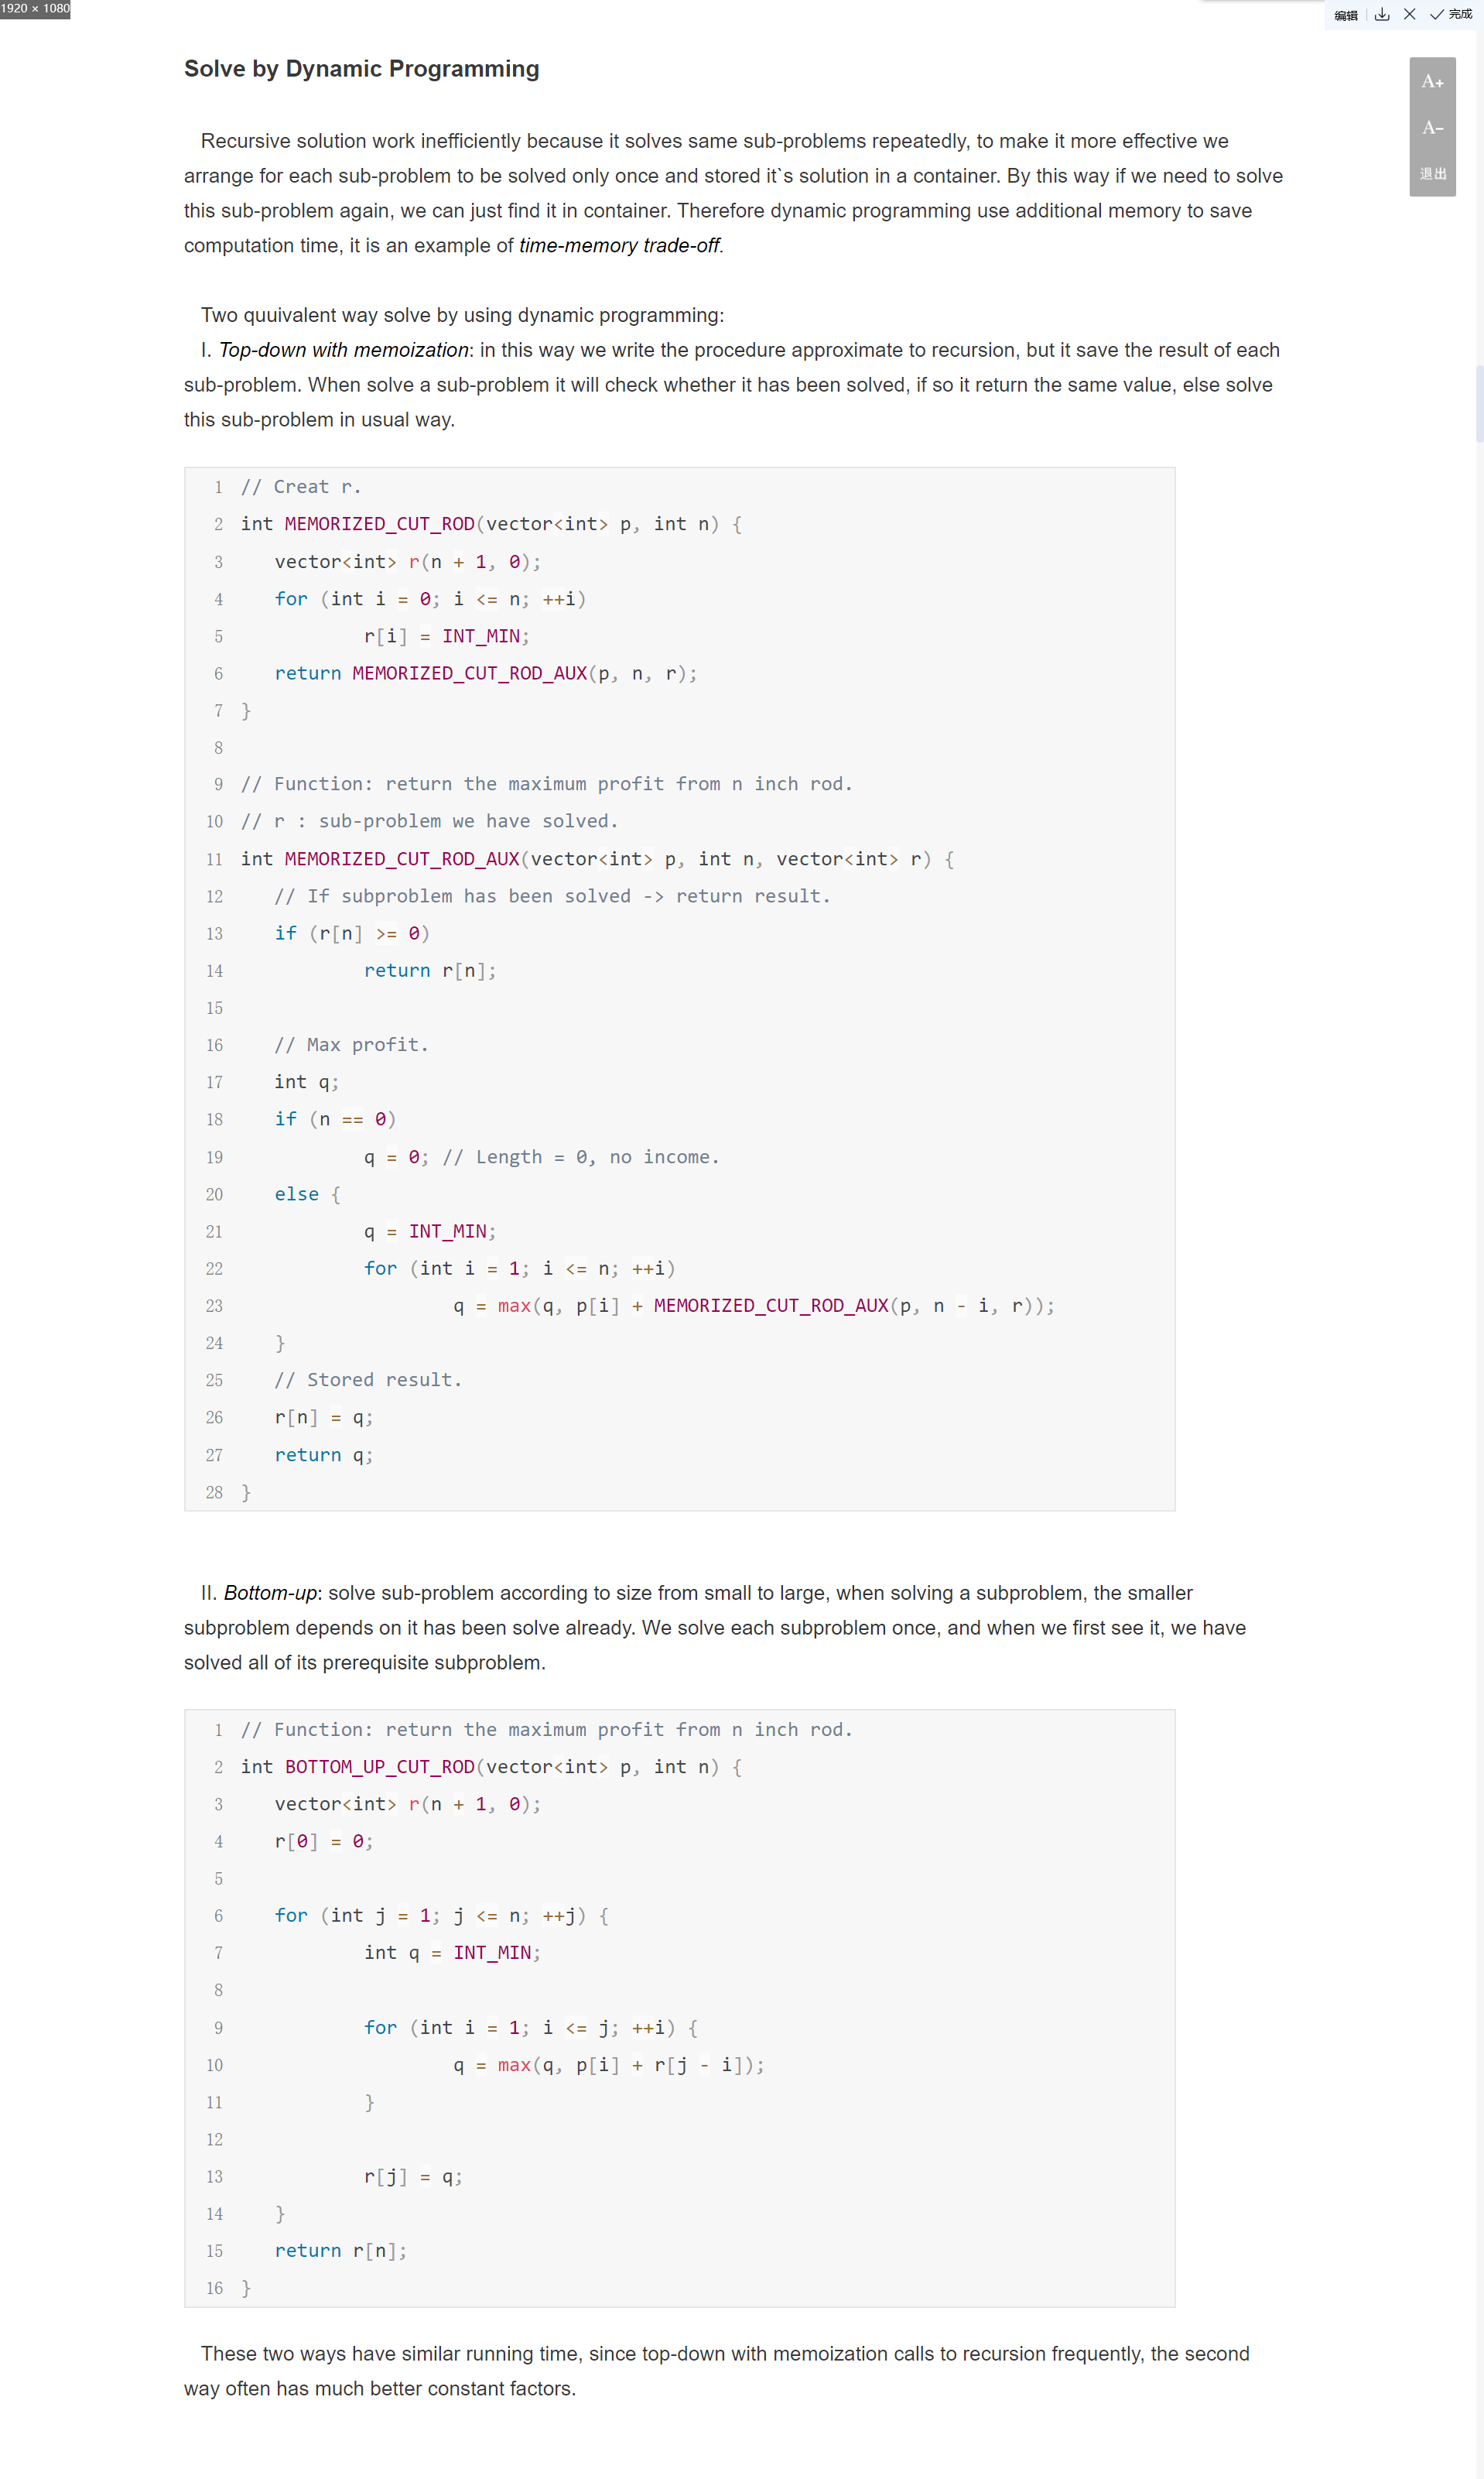 1920 × 1080
编辑 完成
Solve by Dynamic Programming
A+
Recursive solution work inefficiently because it solves same sub-problems repeatedly, to make it more effective we
A-
arrange for each sub-problem to be solved only once and stored it`s solution in a container. By this way if we need to solve
退出
this sub-problem again, we can just find it in container. Therefore dynamic programming use additional memory to save
computation time, it is an example of time-memory trade-off.
Two quuivalent way solve by using dynamic programming:
I. Top-down with memoization: in this way we write the procedure approximate to recursion, but it save the result of each
sub-problem. When solve a sub-problem it will check whether it has been solved, if so it return the same value, else solve
this sub-problem in usual way.
1 // Creat r.
2 int MEMORIZED_CUT_ROD(vector<int> p, int n) {
3    vector<int> r(n + 1, 0);
4    for (int i = 0; i <= n; ++i)
5            r[i] = INT_MIN;
6    return MEMORIZED_CUT_ROD_AUX(p, n, r);
7 }
8
9 // Function: return the maximum profit from n inch rod.
10 // r : sub-problem we have solved.
11 int MEMORIZED_CUT_ROD_AUX(vector<int> p, int n, vector<int> r) {
12    // If subproblem has been solved -> return result.
13    if (r[n] >= 0)
14            return r[n];
15
16    // Max profit.
17    int q;
18    if (n == 0)
19            q = 0; // Length = 0, no income.
20    else {
21            q = INT_MIN;
22            for (int i = 1; i <= n; ++i)
23                    q = max(q, p[i] + MEMORIZED_CUT_ROD_AUX(p, n - i, r));
24    }
25    // Stored result.
26    r[n] = q;
27    return q;
28 }
II. Bottom-up: solve sub-problem according to size from small to large, when solving a subproblem, the smaller
subproblem depends on it has been solve already. We solve each subproblem once, and when we first see it, we have
solved all of its prerequisite subproblem.
1 // Function: return the maximum profit from n inch rod.
2 int BOTTOM_UP_CUT_ROD(vector<int> p, int n) {
3    vector<int> r(n + 1, 0);
4    r[0] = 0;
5
6    for (int j = 1; j <= n; ++j) {
7            int q = INT_MIN;
8
9            for (int i = 1; i <= j; ++i) {
10                    q = max(q, p[i] + r[j - i]);
11            }
12
13            r[j] = q;
14    }
15    return r[n];
16 }
These two ways have similar running time, since top-down with memoization calls to recursion frequently, the second
way often has much better constant factors.